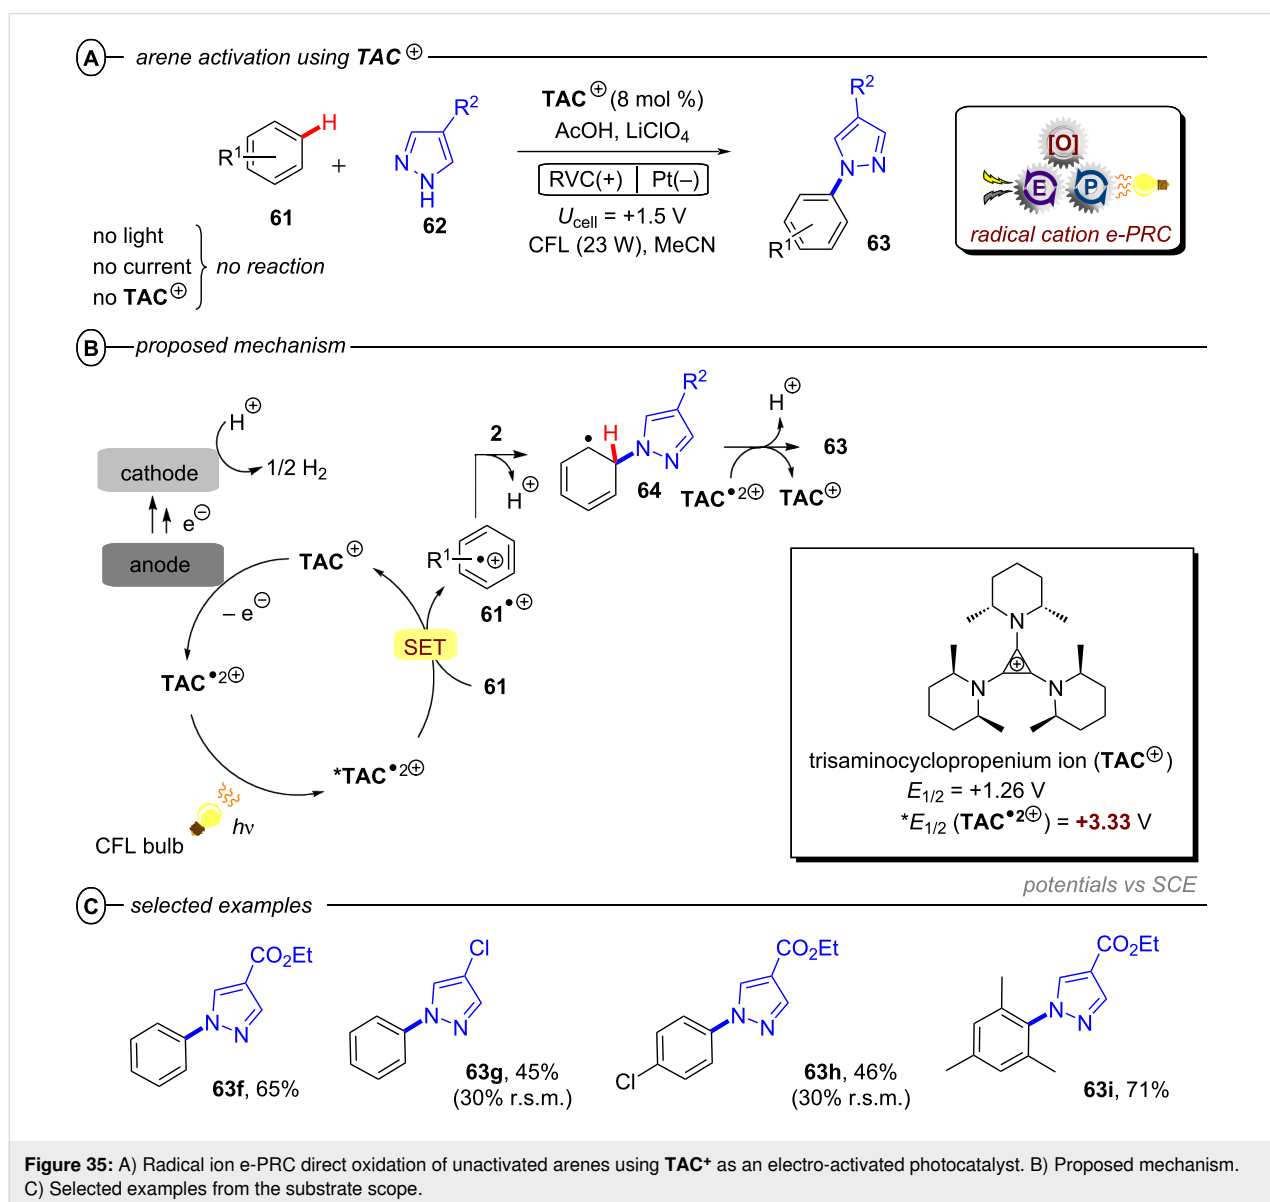 A arene activation using TAC⊕
R1
H
61
+
R2
N
NH
62
TAC⊕ (8 mol %)
AcOH, LiClO4
RVC(+) | Pt(–)
Ucell = +1.5 V
CFL (23 W), MeCN
R2
N N
R1
63
[O]
E P
radical cation e-PRC
no light
no current
no TAC⊕
no reaction
B proposed mechanism
H⊕
cathode
1/2 H2
e⊖
anode
TAC⊕
– e⊖
TAC•2⊕
*TAC•2⊕
hν
CFL bulb
SET
61
R1 •⊕
61•⊕
2
H⊕
R2
H
N
N
64
H⊕
TAC•2⊕
TAC⊕
63
N
N N
⊕
trisaminocyclopropenium ion (TAC⊕)
E1/2 = +1.26 V
*E1/2 (TAC•2⊕) = +3.33 V
potentials vs SCE
C selected examples
CO2Et
N N
63f, 65%
Cl
N N
63g, 45%
(30% r.s.m.)
CO2Et
N N
Cl
63h, 46%
(30% r.s.m.)
CO2Et
N N
63i, 71%
Figure 35: A) Radical ion e-PRC direct oxidation of unactivated arenes using TAC+ as an electro-activated photocatalyst. B) Proposed mechanism.
C) Selected examples from the substrate scope.